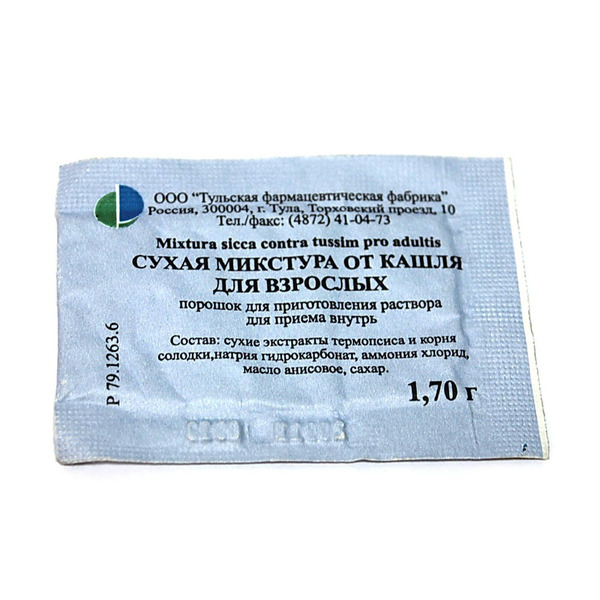 ООО "Тульская фармацевтическая фабрика"
Россия, 300004, г. Тула, Торховский проезд, 10
Тел./факс: (4872) 41-04-73
Mixtura sicca contra tussim pro adultis
СУХАЯ МИКСТУРА ОТ КАШЛЯ
ДЛЯ ВЗРОСЛЫХ
порошок для приготовления раствора
для приема внутрь
Состав: сухие экстракты термопсиса и корня
солодки,натрия гидрокарбонат, аммония хлорид,
масло анисовое, сахар.
1,70 г
Р 79.1263.6